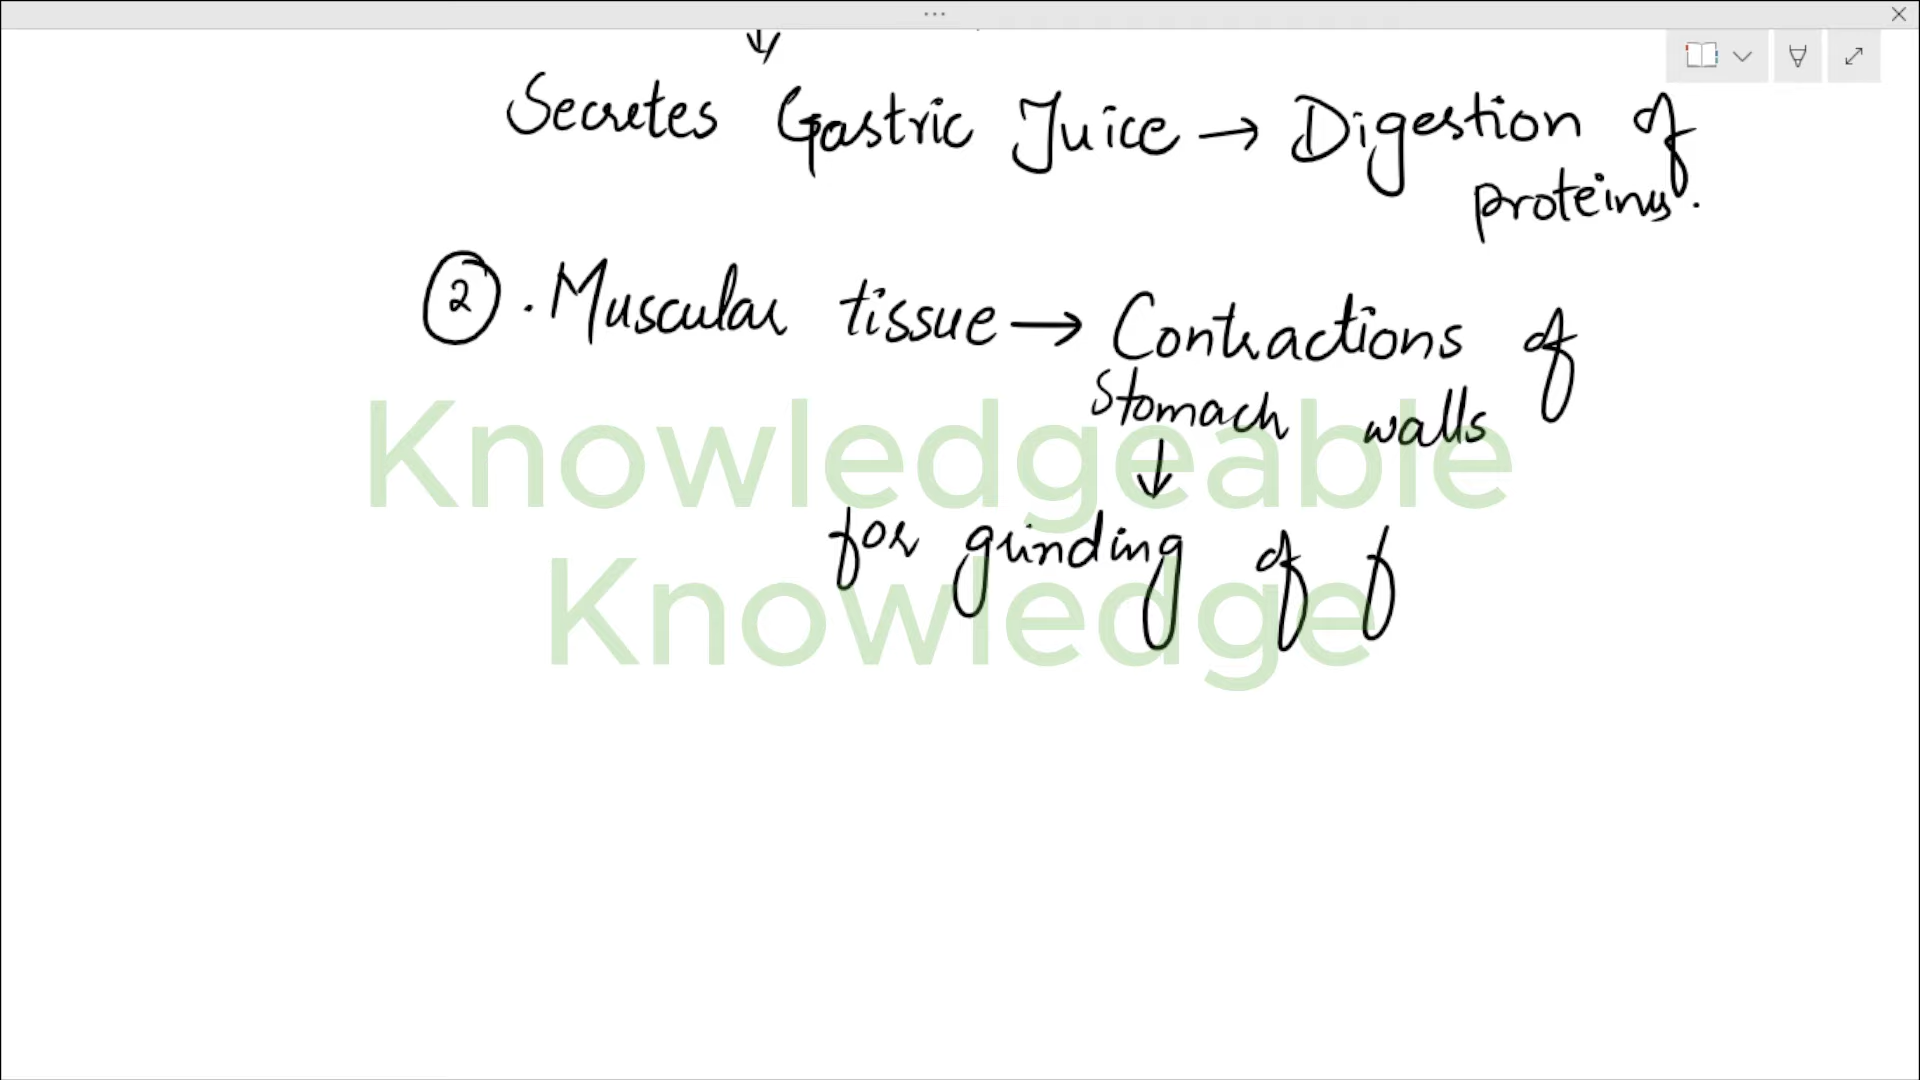 Secretes Gastric Juice → Digestion of
proteins.
② . Muscular tissue → Contractions of
stomach walls
↓
for grinding of f
Knowledgeable
Knowledge